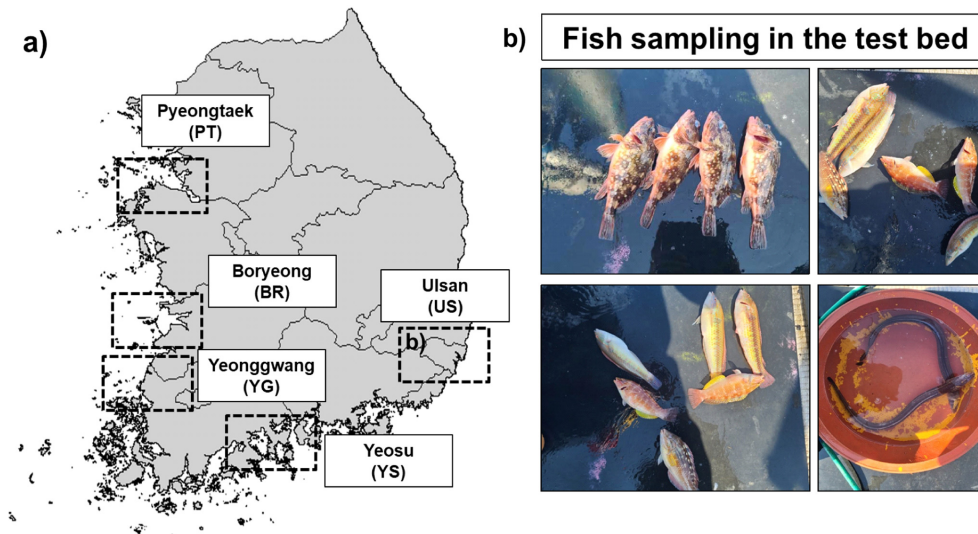 a)
Pyeongtaek
(PT)
Boryeong
(BR)
Ulsan
(US)
b)
Yeonggwang
(YG)
Yeosu
(YS)
b)
Fish sampling in the test bed